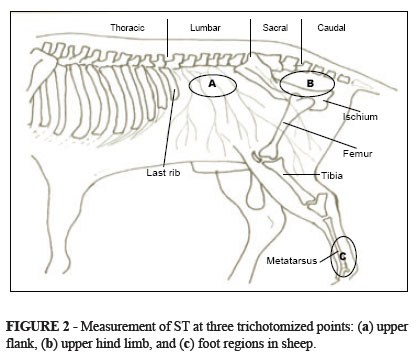 Thoracic Lumbar Sacral Caudal
A
B
Ischium
Femur
Last rib
Tibia
Metatarsus
C
FIGURE 2 - Measurement of ST at three trichotomized points: (a) upper
flank, (b) upper hind limb, and (c) foot regions in sheep.